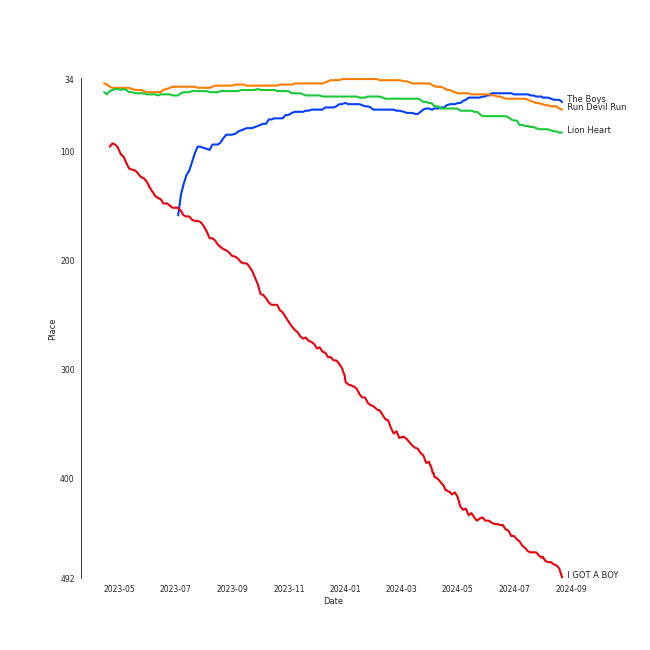 34
100
200
300
400
492
Place
2023-05
2023-07
2023-09
2023-11
2024-01
2024-03
2024-05
2024-07
2024-09
Date
The Boys
Run Devil Run
Lion Heart
I GOT A BOY